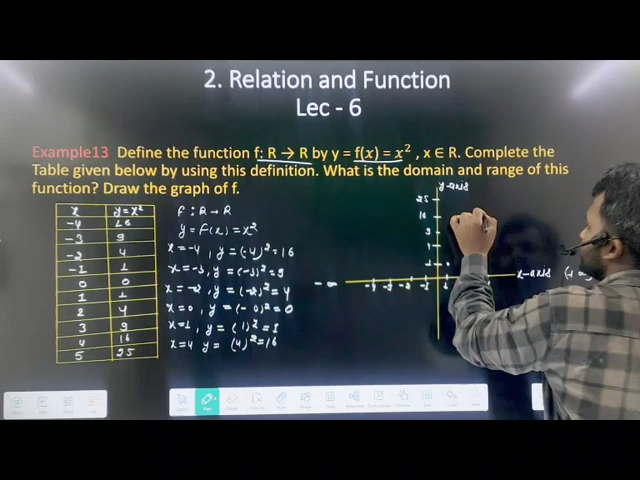 2. Relation and Function
Lec - 6
Example13 Define the function f: R → R by y = f(x) = x², x ∈ R. Complete the
Table given below by using this definition. What is the domain and range of this
function? Draw the graph of f.
x y=x²
-4 16
-3 9
-2 4
-1 1
0 0
1 1
2 4
3 9
4 16
5 25
f : R → R
y = f(x) = x²
x=-4 , y = (-4)² = 16
x=-3 , y = (-3)² = 9
x=-2 , y = (-2)² = 4
x=0 , y = (-0)² = 0
x=1 , y = (1)² = 1
x=4 y = (4)² = 16
y-axis
25
16
9
4
1
x-axis
-∞
-4 -3 -2 -1